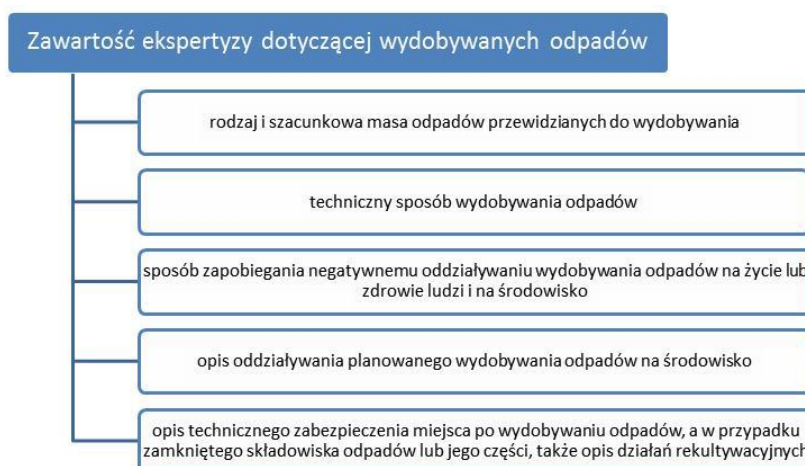 Zawartość ekspertyzy dotyczącej wydobywanych odpadów
rodzaj i szacunkowa masa odpadów przewidzianych do wydobywania
techniczny sposób wydobywania odpadów
sposób zapobiegania negatywnemu oddziaływaniu wydobywania odpadów na życie lub
zdrowie ludzi i na środowisko
opis oddziaływania planowanego wydobywania odpadów na środowisko
opis technicznego zabezpieczenia miejsca po wydobywaniu odpadów, a w przypadku
zamkniętego składowiska odpadów lub jego części, także opis działań rekultywacyjnych